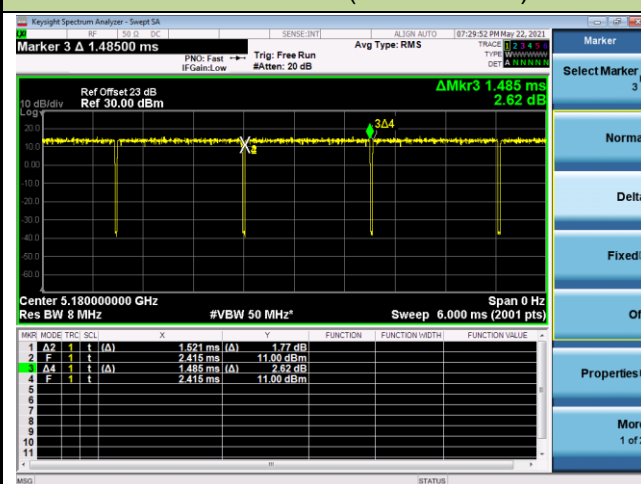 Keysight Spectrum Analyzer - Swept SA
RF 50 Ω DC SENSE:INT ALIGN AUTO 07:29:52 PM May 22, 2021
Marker 3 Δ 1.48500 ms
PNO: Fast
IFGain:Low
Trig: Free Run
#Atten: 20 dB
Avg Type: RMS
TRACE 1 2 3 4 5 6
TYPE WWWWWW
DET A N N N N N
Ref Offset 23 dB
10 dB/div Ref 30.00 dBm
ΔMkr3 1.485 ms
2.62 dB
Log
20.0
10.0
0.00
-10.0
-20.0
-30.0
-40.0
-50.0
-60.0
3Δ4
Center 5.180000000 GHz
Span 0 Hz
Res BW 8 MHz #VBW 50 MHz* Sweep 6.000 ms (2001 pts)
MKR MODE TRC SCL X Y FUNCTION FUNCTION WIDTH FUNCTION VALUE
1 Δ2 1 t (Δ) 1.521 ms (Δ) 1.77 dB
2 F 1 t 2.415 ms 11.00 dBm
3 Δ4 1 t (Δ) 1.485 ms (Δ) 2.62 dB
4 F 1 t 2.415 ms 11.00 dBm
5
6
7
8
9
10
11
MSG STATUS
Marker
Select Marker
3
Norma
Delta
Fixed
Of
Properties
More
1 of 2